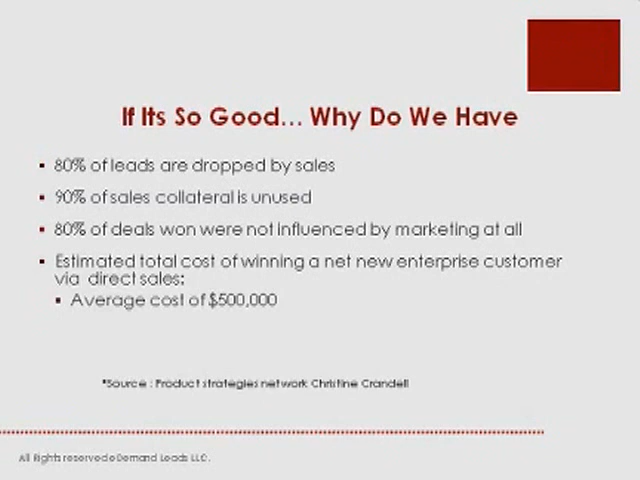 If Its So Good... Why Do We Have
▪ 80% of leads are dropped by sales
▪ 90% of sales collateral is unused
▪ 80% of deals won were not influenced by marketing at all
▪ Estimated total cost of winning a net new enterprise customer
via direct sales:
▪ Average cost of $500,000
*Source : Product strategies network Christine Crandell
All Rights reserved eDemand Leads LLC.